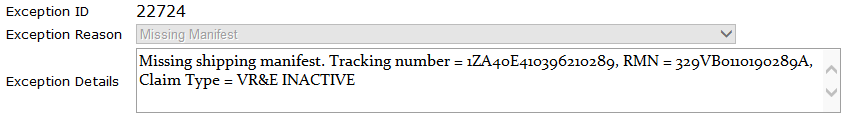 Exception ID 22724
Exception Reason Missing Manifest
Missing shipping manifest. Tracking number = 1ZA40E410396210289, RMN = 329VB0110190289A,
Exception Details Claim Type = VR&E INACTIVE